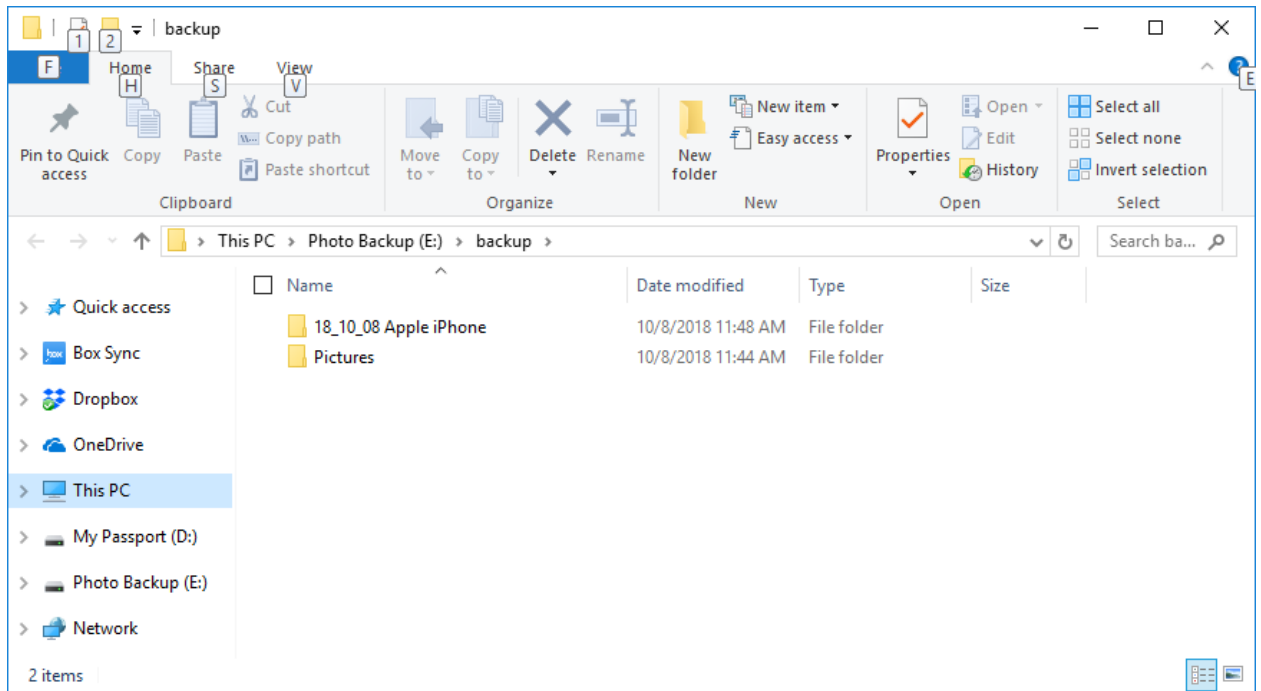 backup
1 2
F Home Share View
H S V E
Pin to Quick access
Copy
Paste
Cut
Copy path
Paste shortcut
Clipboard
Move to
Copy to
Delete
Rename
Organize
New folder
New item
Easy access
New
Properties
Open
Edit
History
Open
Select all
Select none
Invert selection
Select
This PC > Photo Backup (E:) > backup >
Search ba...
Name Date modified Type Size
18_10_08 Apple iPhone 10/8/2018 11:48 AM File folder
Pictures 10/8/2018 11:44 AM File folder
Quick access
Box Sync
Dropbox
OneDrive
This PC
My Passport (D:)
Photo Backup (E:)
Network
2 items